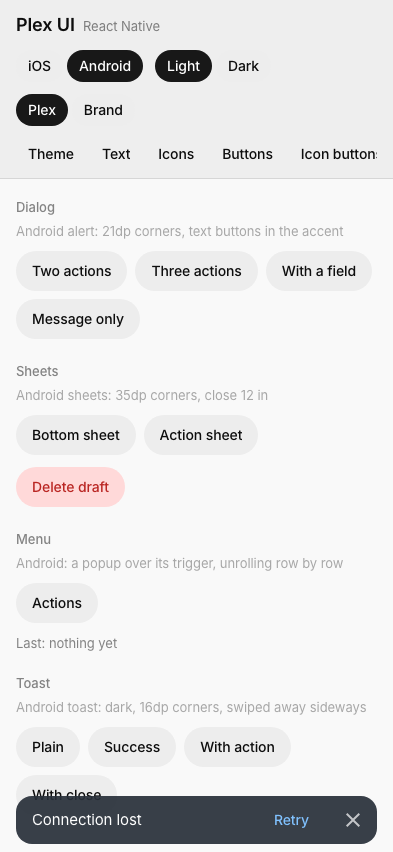 Plex UI React Native
iOS Android Light Dark
Plex Brand
Theme Text Icons Buttons Icon buttons
Dialog
Android alert: 21dp corners, text buttons in the accent
Two actions Three actions With a field
Message only
Sheets
Android sheets: 35dp corners, close 12 in
Bottom sheet Action sheet
Delete draft
Menu
Android: a popup over its trigger, unrolling row by row
Actions
Last: nothing yet
Toast
Android toast: dark, 16dp corners, swiped away sideways
Plain Success With action
With close
Connection lost Retry